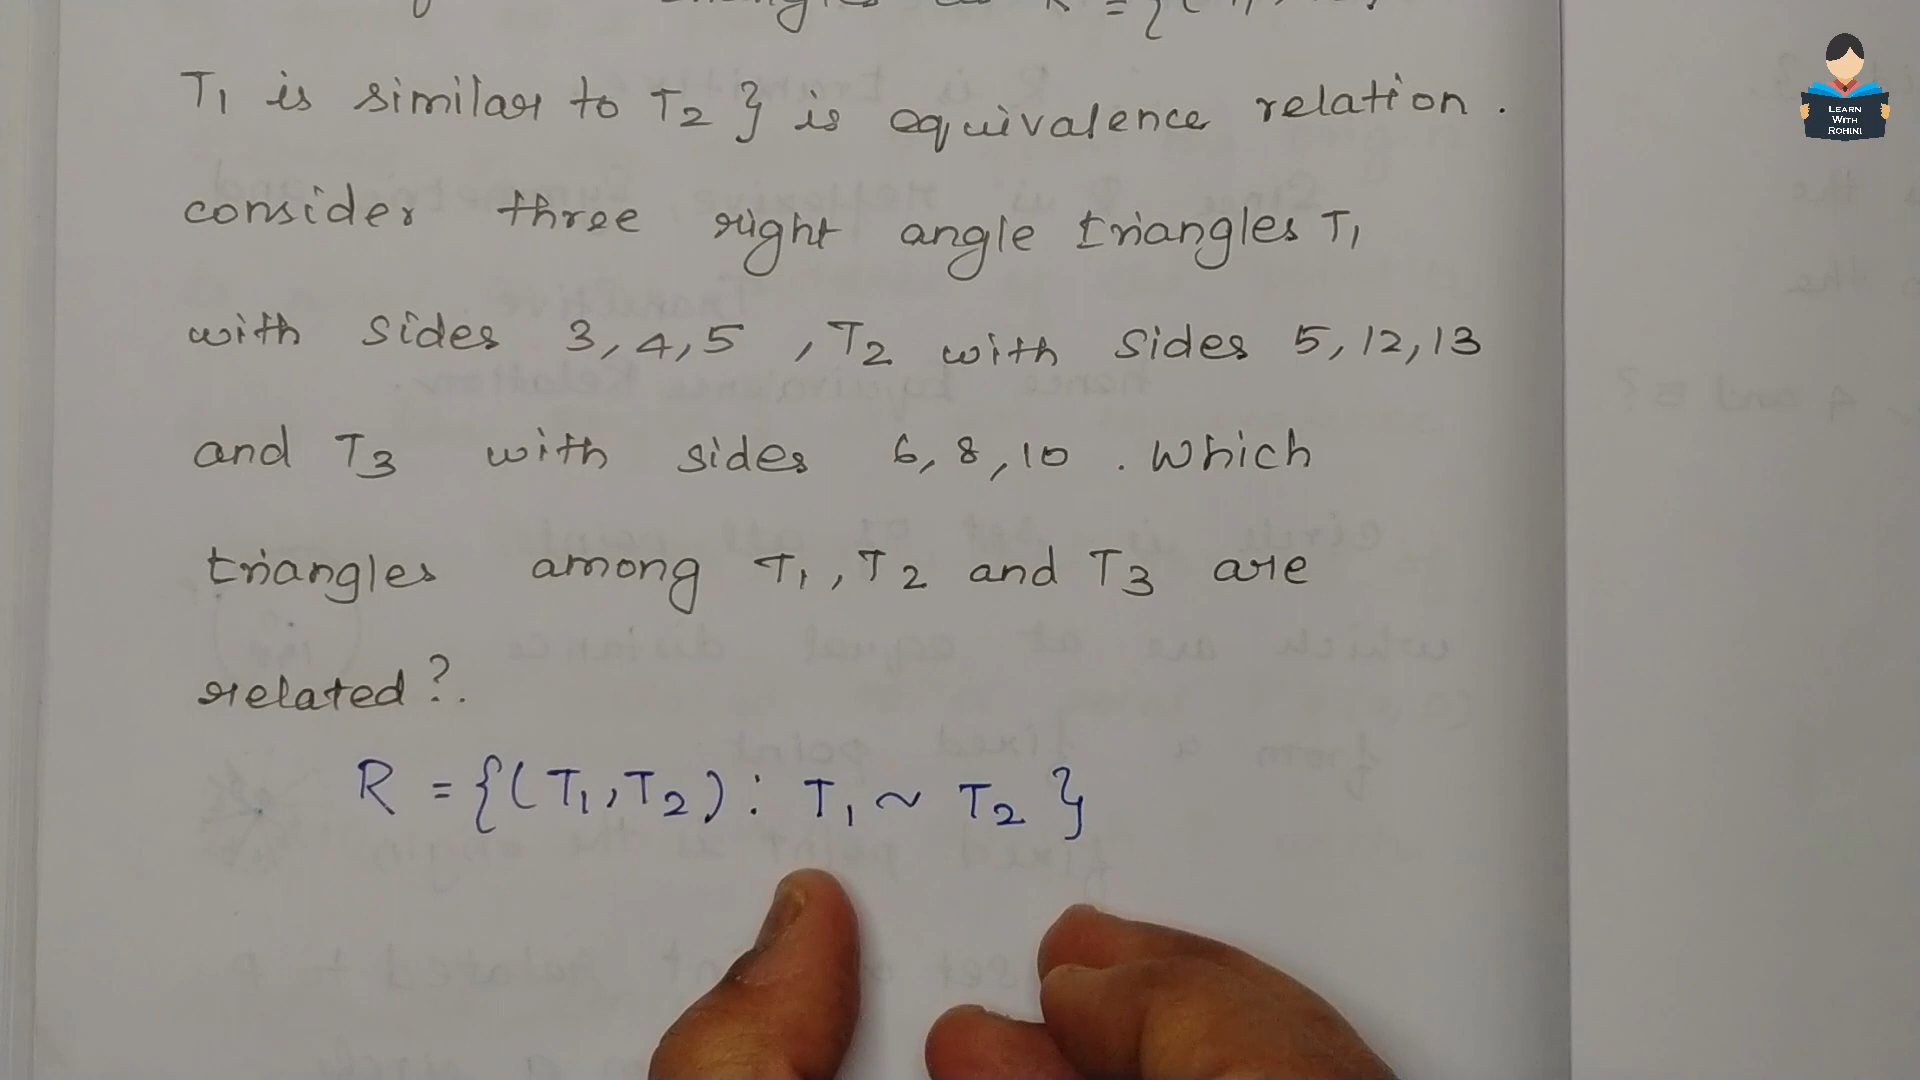 T1 is similar to T2 } is equivalence relation.
consider three right angle triangles T1
with sides 3,4,5 , T2 with sides 5,12,13
and T3 with sides 6,8,10 . Which
triangles among T1, T2 and T3 are
related?.
R = {(T1,T2) : T1 ~ T2 }
LEARN
WITH
ROHINI